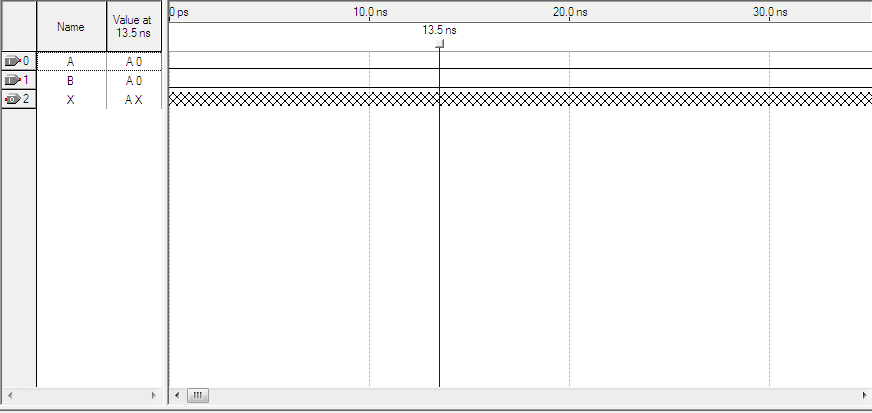 Name
Value at
13.5 ns
0 ps
10.0 ns
20.0 ns
30.0 ns
13.5 ns
0
A
A 0
1
B
A 0
2
X
A X